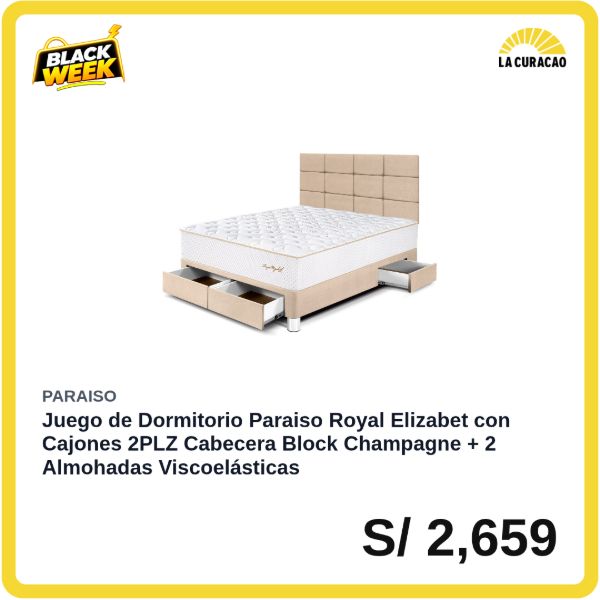 BLACK
WEEK
LA CURACAO
PARAISO
Juego de Dormitorio Paraiso Royal Elizabet con
Cajones 2PLZ Cabecera Block Champagne + 2
Almohadas Viscoelásticas
S/ 2,659